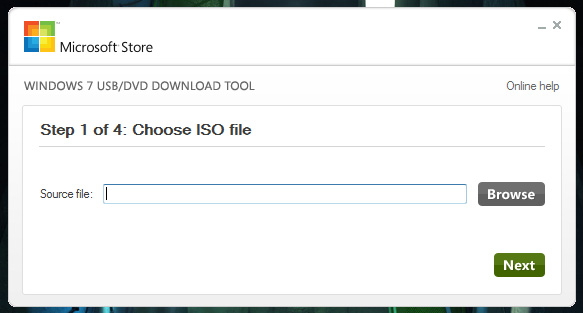 Microsoft Store
WINDOWS 7 USB/DVD DOWNLOAD TOOL
Online help
Step 1 of 4: Choose ISO file
Source file:
Browse
Next